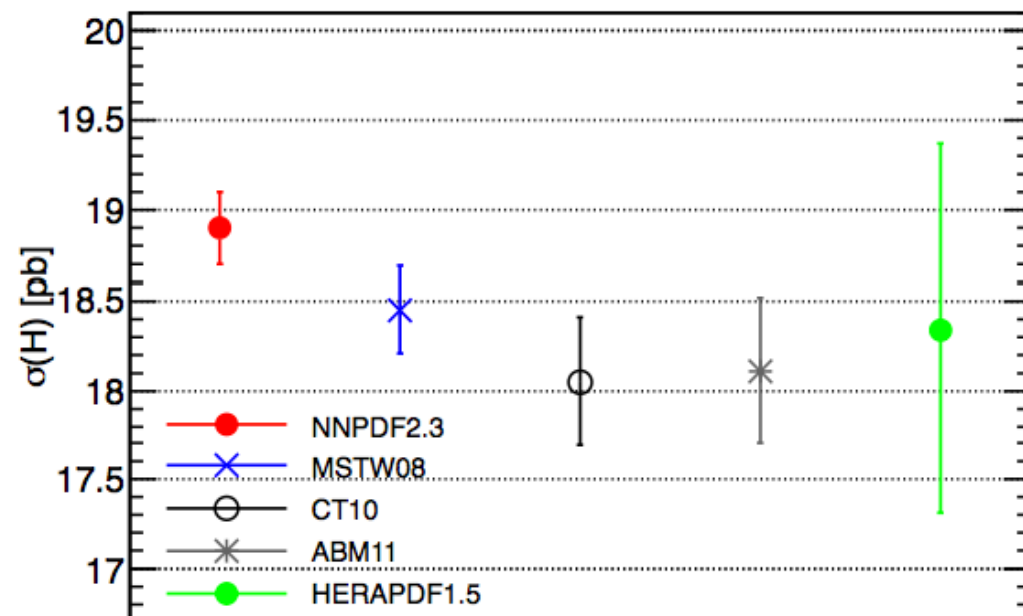 20
19.5
19
18.5
18
17.5
17
σ(H) [pb]
NNPDF2.3
MSTW08
CT10
ABM11
HERAPDF1.5